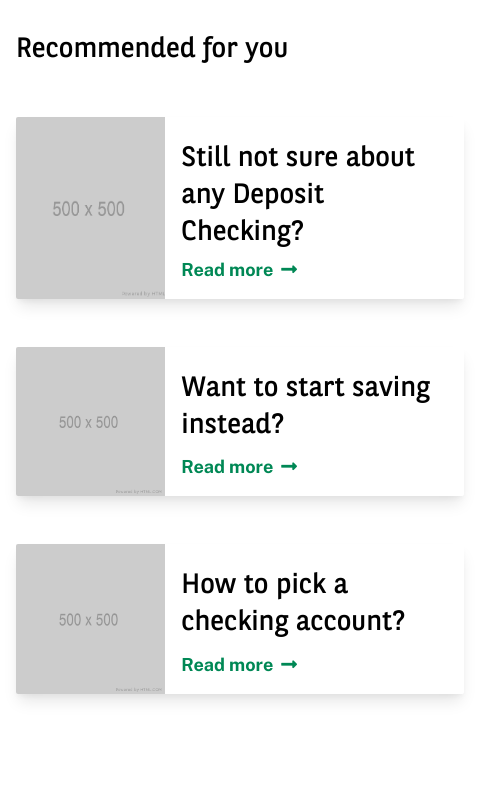 Recommended for you
500 x 500
Still not sure about
any Deposit
Checking?
Read more →
500 x 500
Want to start saving
instead?
Read more →
500 x 500
How to pick a
checking account?
Read more →